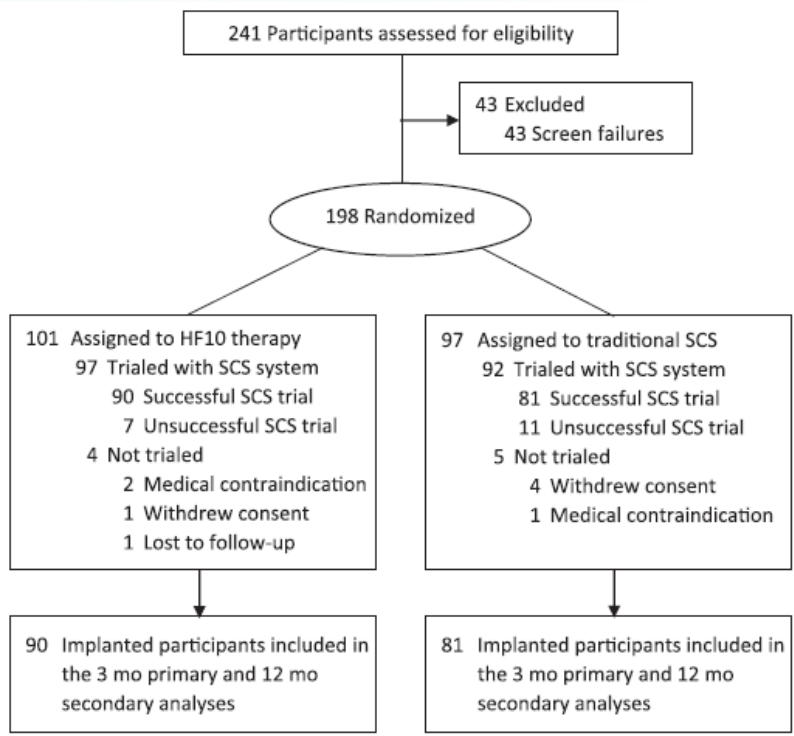 241 Participants assessed for eligibility
43 Excluded
43 Screen failures
198 Randomized
101 Assigned to HF10 therapy
97 Trialed with SCS system
90 Successful SCS trial
7 Unsuccessful SCS trial
4 Not trialed
2 Medical contraindication
1 Withdrew consent
1 Lost to follow-up
97 Assigned to traditional SCS
92 Trialed with SCS system
81 Successful SCS trial
11 Unsuccessful SCS trial
5 Not trialed
4 Withdrew consent
1 Medical contraindication
90 Implanted participants included in
the 3 mo primary and 12 mo
secondary analyses
81 Implanted participants included in
the 3 mo primary and 12 mo
secondary analyses